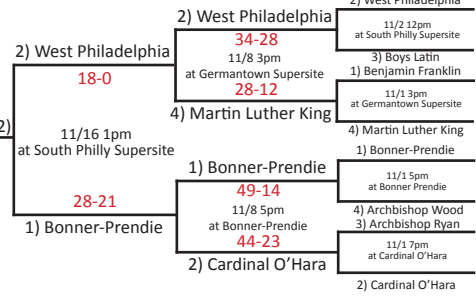 2) West Philadelphia
11/2 12pm
at South Philly Supersite
3) Boys Latin
2) West Philadelphia
34-28
11/8 3pm
at Germantown Supersite
28-12
4) Martin Luther King
1) Benjamin Franklin
11/1 3pm
at Germantown Supersite
4) Martin Luther King
2) West Philadelphia
18-0
2)
11/16 1pm
at South Philly Supersite
28-21
1) Bonner-Prendie
1) Bonner-Prendie
49-14
11/8 5pm
at Bonner-Prendie
44-23
2) Cardinal O'Hara
1) Bonner-Prendie
11/1 5pm
at Bonner Prendie
4) Archbishop Wood
3) Archbishop Ryan
11/1 7pm
at Cardinal O'Hara
2) Cardinal O'Hara